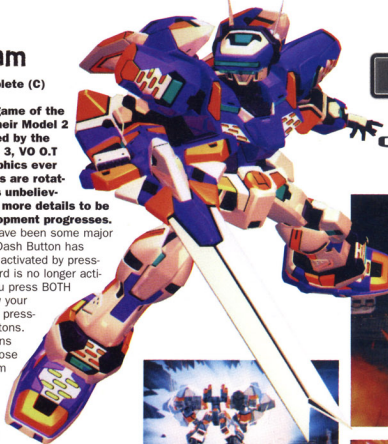 am
plete (C)
game of the
heir Model 2
ed by the
3, VO O.T
phics ever
s are rotat-
s unbeliev-
more details to be
opment progresses.
ave been some major
Dash Button has
activated by press-
rd is no longer acti-
u press BOTH
your
press-
tons.
ns
ose
m